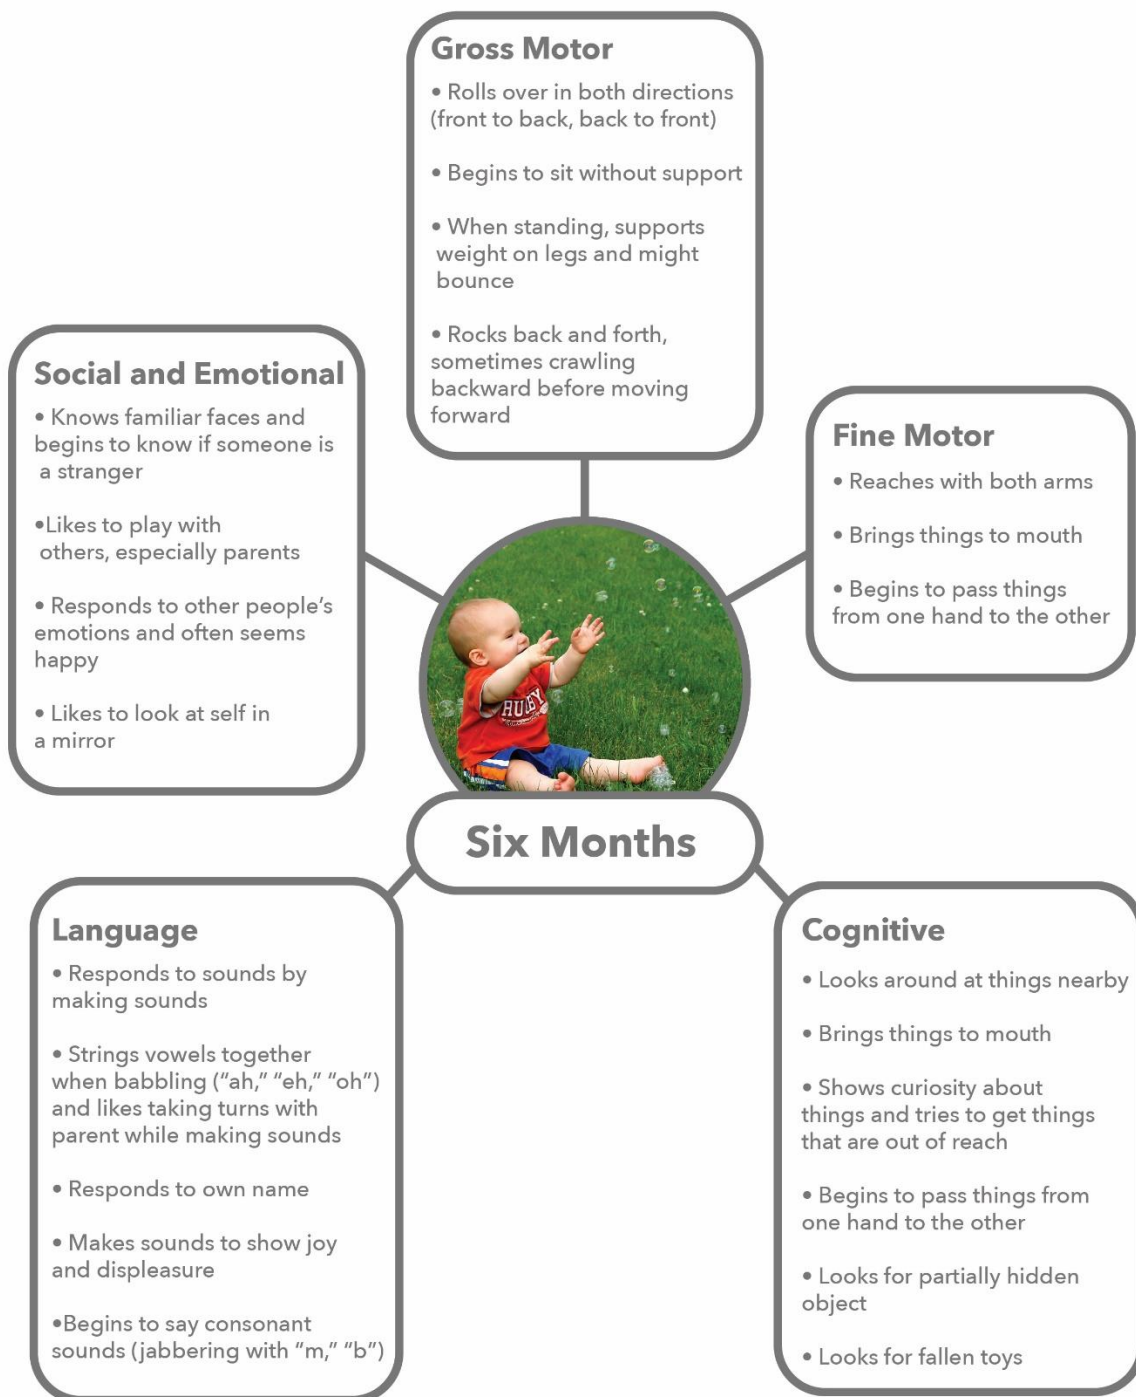 Gross Motor
• Rolls over in both directions
(front to back, back to front)
• Begins to sit without support
• When standing, supports
weight on legs and might
bounce
• Rocks back and forth,
sometimes crawling
backward before moving
forward
Social and Emotional
• Knows familiar faces and
begins to know if someone is
a stranger
•Likes to play with
others, especially parents
• Responds to other people’s
emotions and often seems
happy
• Likes to look at self in
a mirror
Fine Motor
• Reaches with both arms
• Brings things to mouth
• Begins to pass things
from one hand to the other
Six Months
Language
• Responds to sounds by
making sounds
• Strings vowels together
when babbling (“ah,” “eh,” “oh”)
and likes taking turns with
parent while making sounds
• Responds to own name
• Makes sounds to show joy
and displeasure
•Begins to say consonant
sounds (jabbering with “m,” “b”)
Cognitive
• Looks around at things nearby
• Brings things to mouth
• Shows curiosity about
things and tries to get things
that are out of reach
• Begins to pass things from
one hand to the other
• Looks for partially hidden
object
• Looks for fallen toys